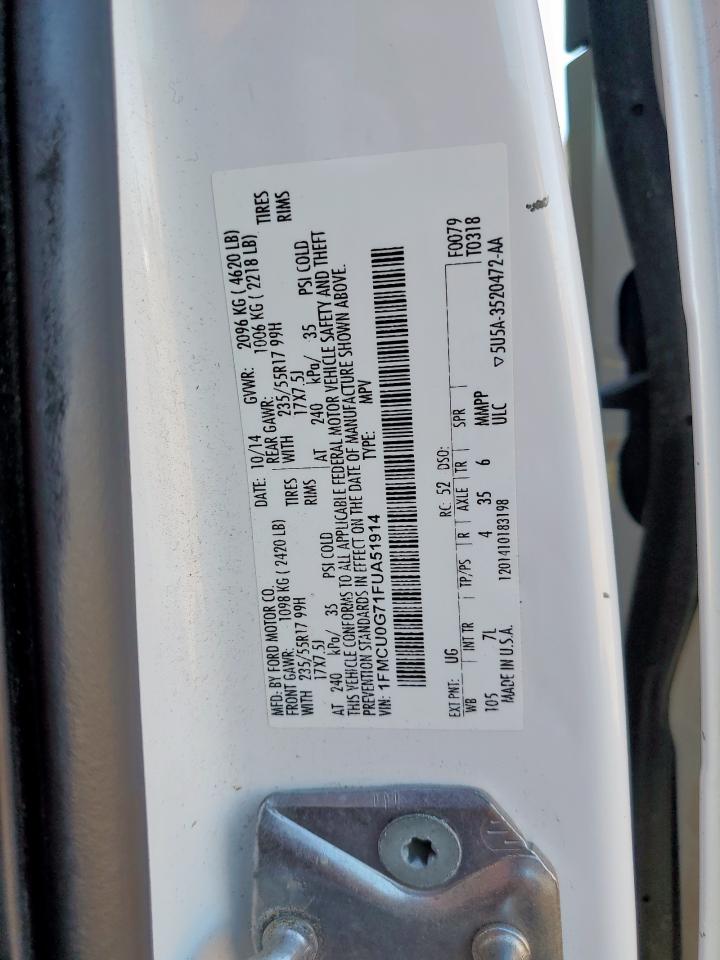 MFD. BY FORD MOTOR CO. DATE: 10/14 GVWR: 2096 KG ( 4620 LB)
FRONT GAWR: 1098 KG ( 2420 LB) REAR GAWR: 1006 KG ( 2218 LB)
WITH 235/55R17 99H TIRES WITH 235/55R17 99H TIRES
17X7.5J RIMS 17X7.5J RIMS
AT 240 kPa/ 35 PSI COLD AT 240 kPa/ 35 PSI COLD
THIS VEHICLE CONFORMS TO ALL APPLICABLE FEDERAL MOTOR VEHICLE SAFETY AND THEFT
PREVENTION STANDARDS IN EFFECT ON THE DATE OF MANUFACTURE SHOWN ABOVE.
VIN: 1FMCU0G71FUA51914 TYPE: MPV
EXT PNT: UG RC: 52 DSO: F0079
WB INT TR TP/PS R AXLE TR SPR T0318
105 7L 4 35 6 MMPP
MADE IN U.S.A. 1201410183198 ULC ▽5U5A-3520472-AA